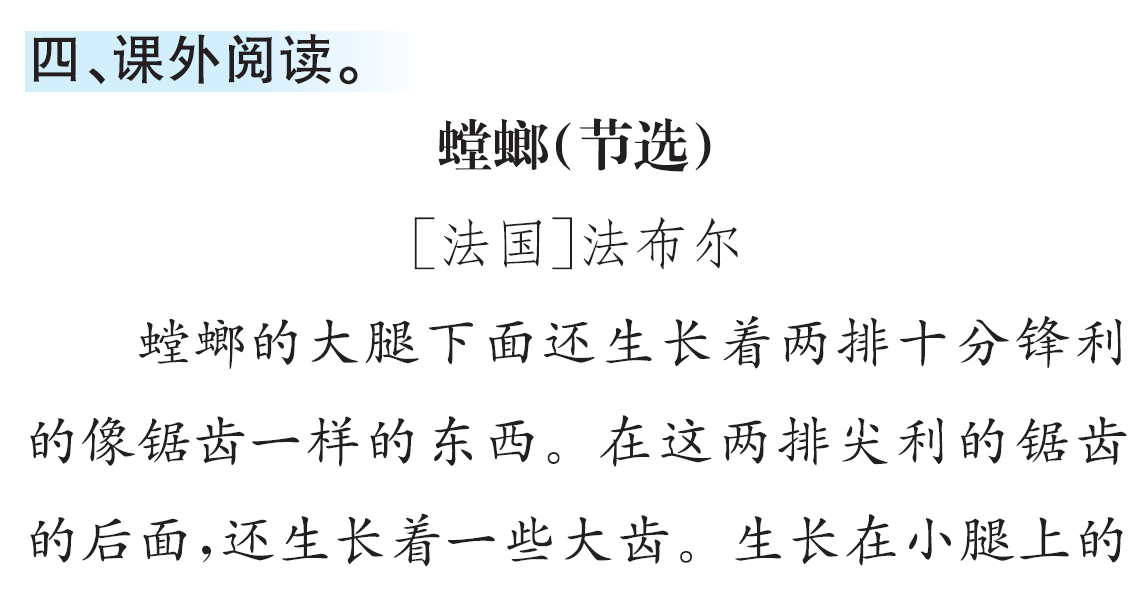 四、课外阅读。
螳螂(节选)
[法国]法布尔
螳螂的大腿下面还生长着两排十分锋利
的像锯齿一样的东西。在这两排尖利的锯齿
的后面,还生长着一些大齿。生长在小腿上的